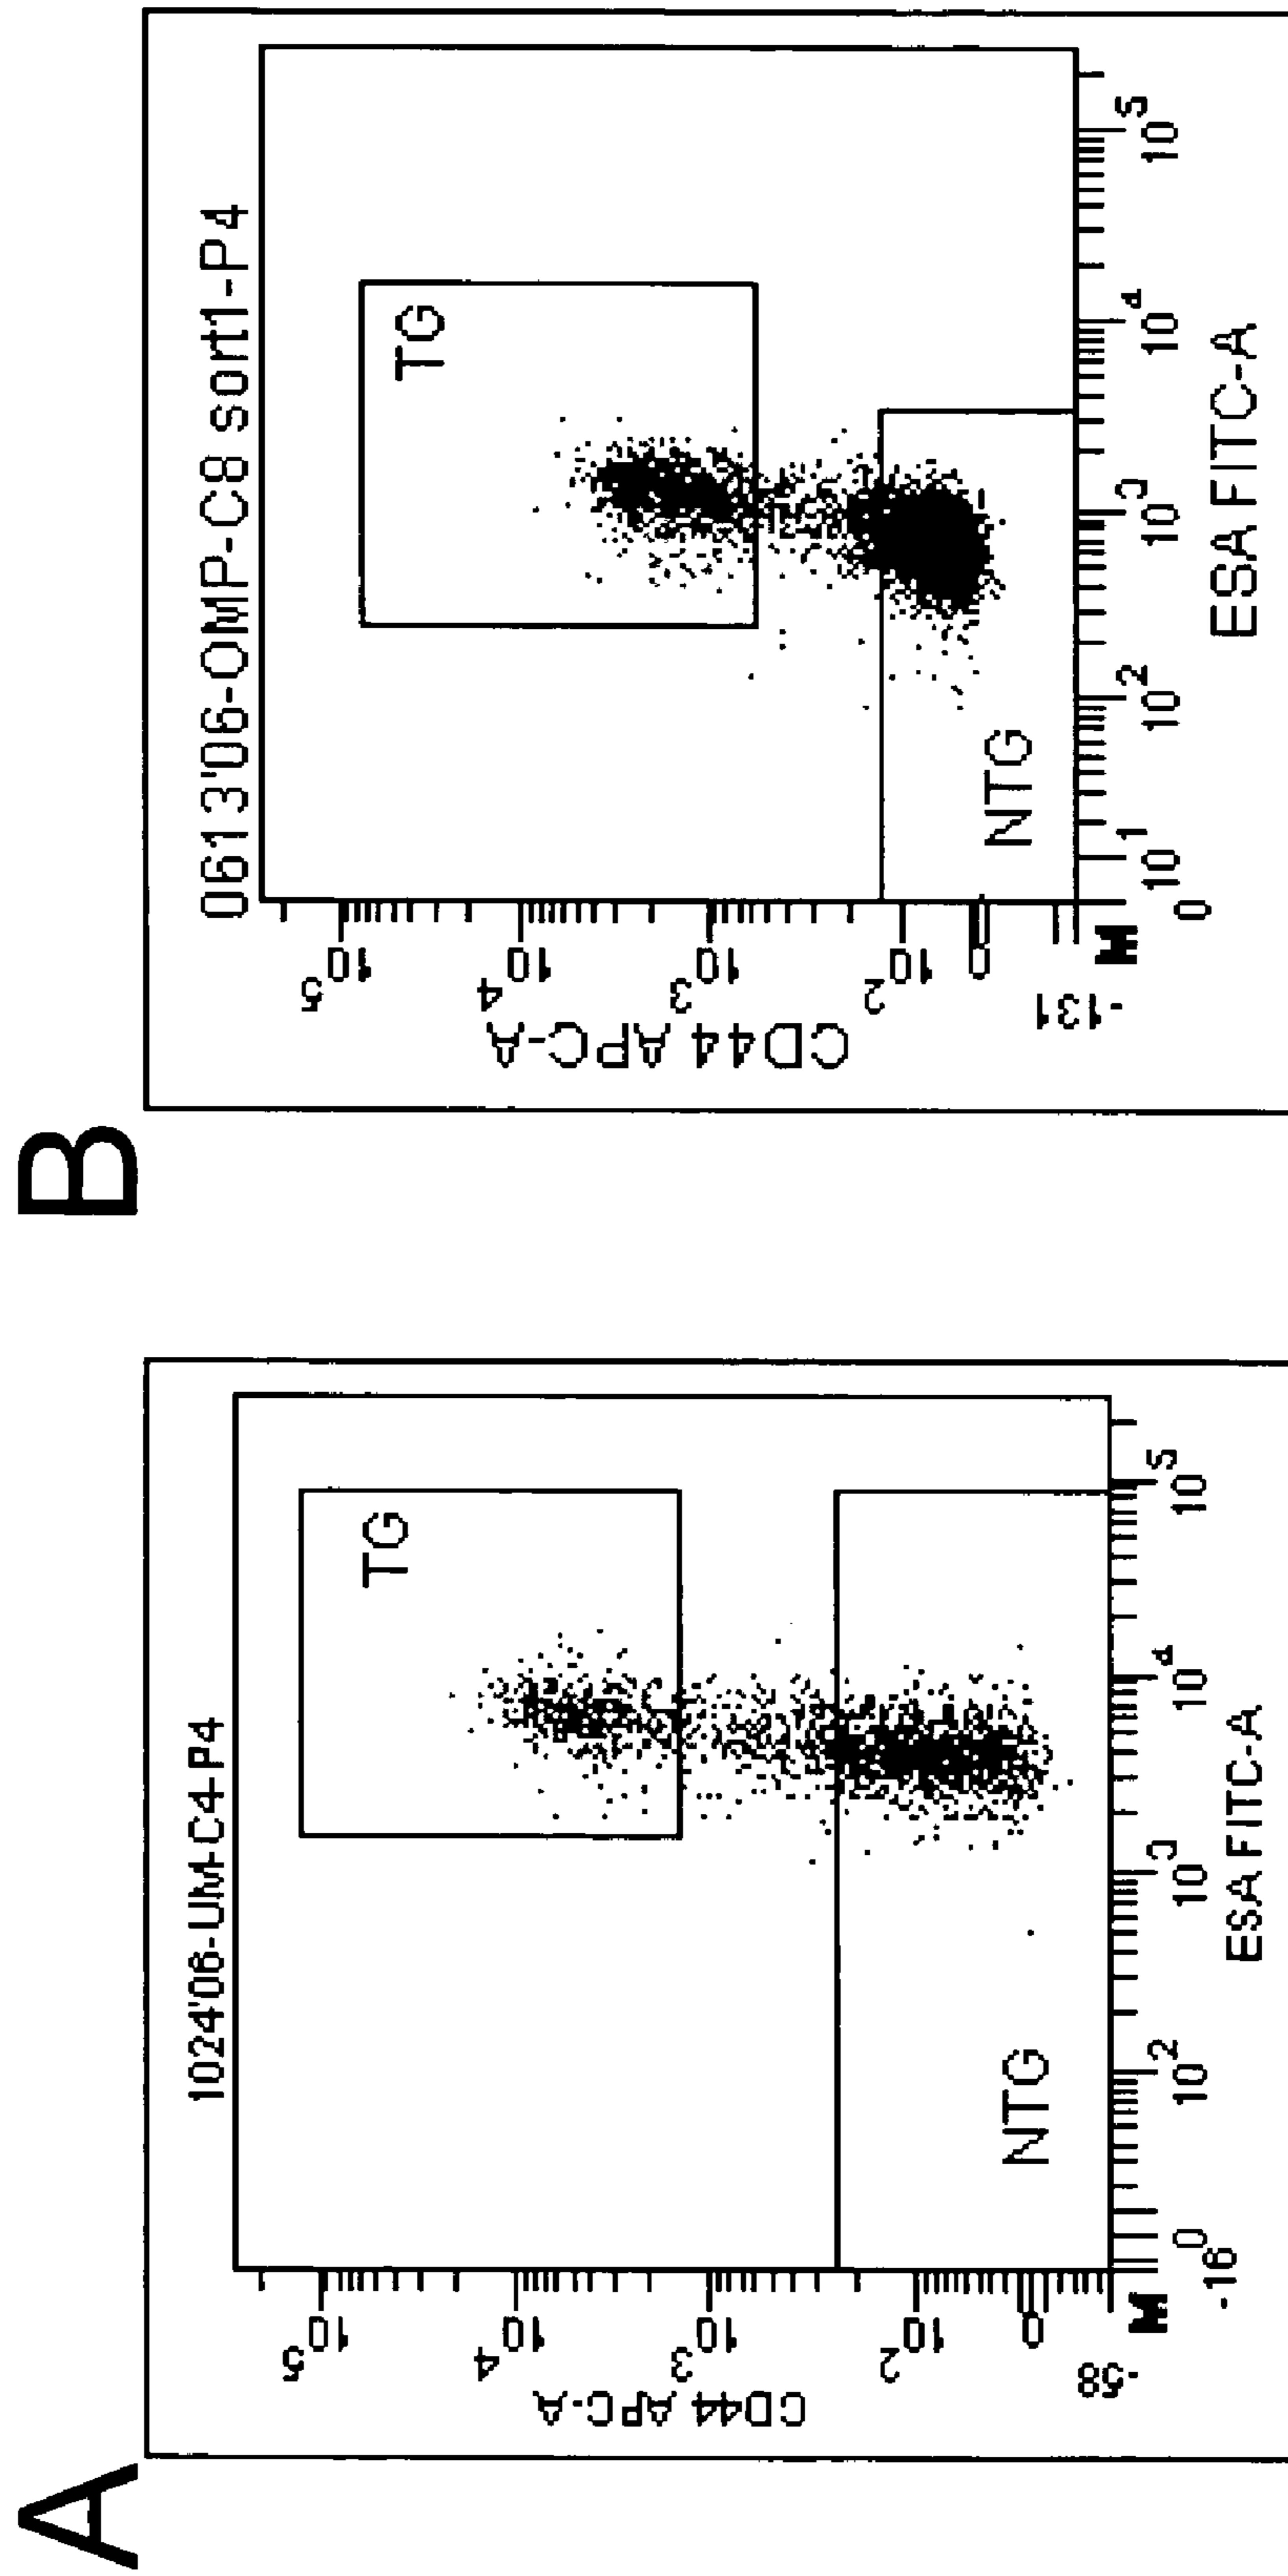 A
1024'06-UM-C4-P4
CD44 APC-A
10^5
10^4
10^3
10^2
0
-58
TG
NTG
-16
0
10^2
10^3
10^4
10^5
ESA FITC-A
B
0613'06-OMP-C8 sort1-P4
CD44 APC-A
10^5
10^4
10^3
10^2
0
-131
TG
NTG
0
10^1
10^2
10^3
10^4
10^5
ESA FITC-A